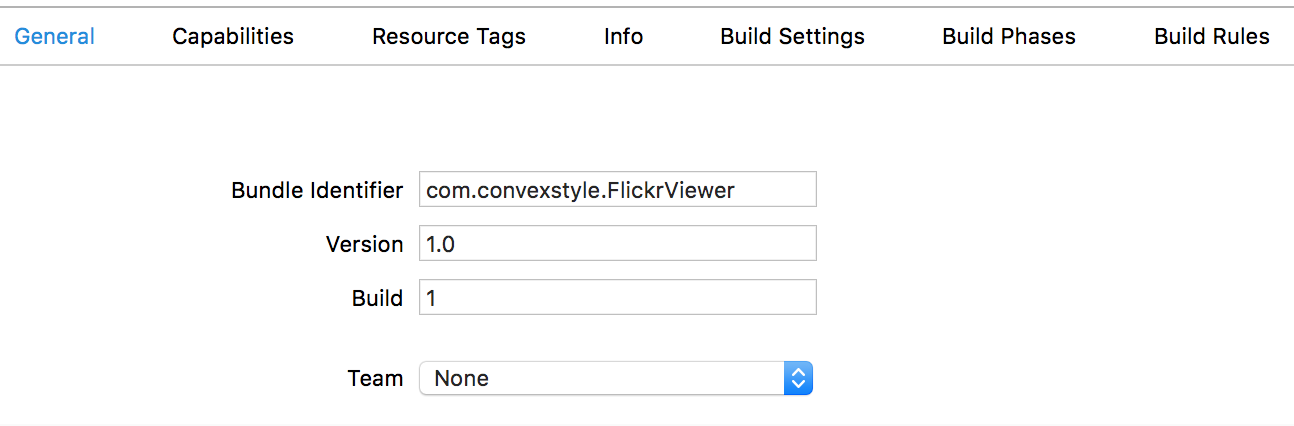 General Capabilities Resource Tags Info Build Settings Build Phases Build Rules
Bundle Identifier com.convexstyle.FlickrViewer
Version 1.0
Build 1
Team None